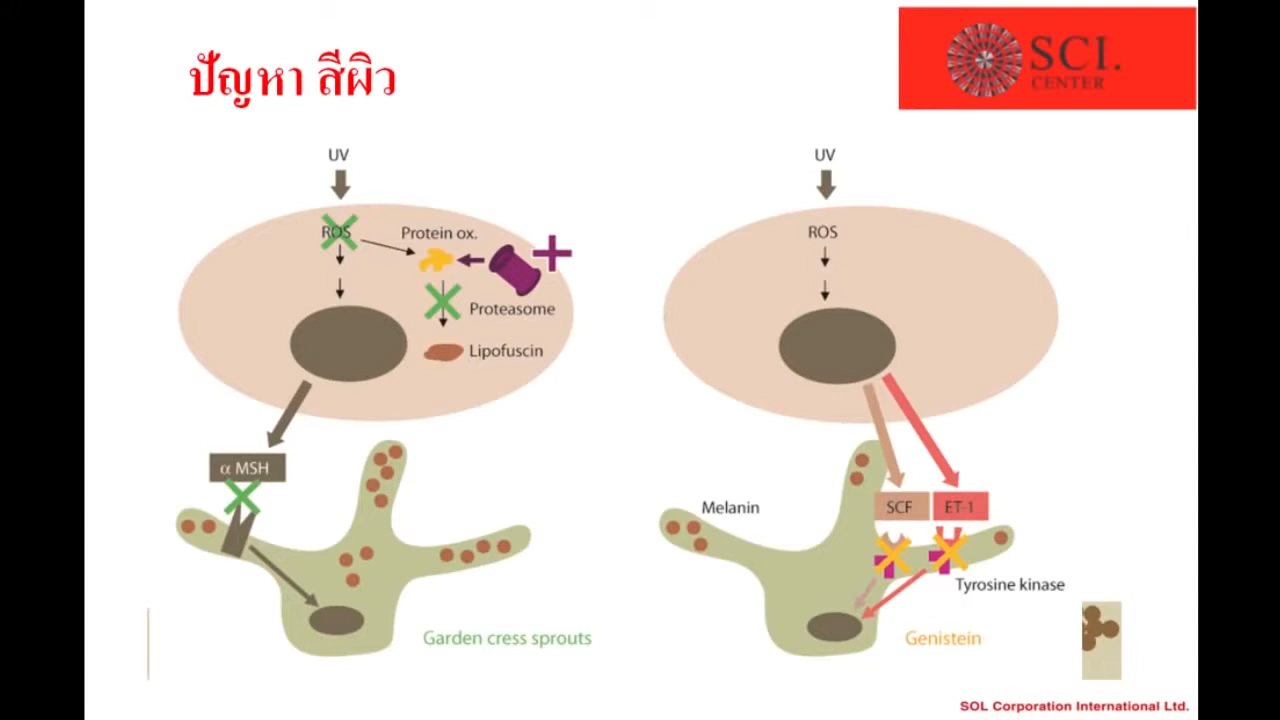 ปัญหา สีผิว
SCI.
CENTER
UV
ROS
Protein ox.
Proteasome
Lipofuscin
α MSH
Garden cress sprouts
UV
ROS
Melanin
SCF
ET-1
Tyrosine kinase
Genistein
SOL Corporation International Ltd.